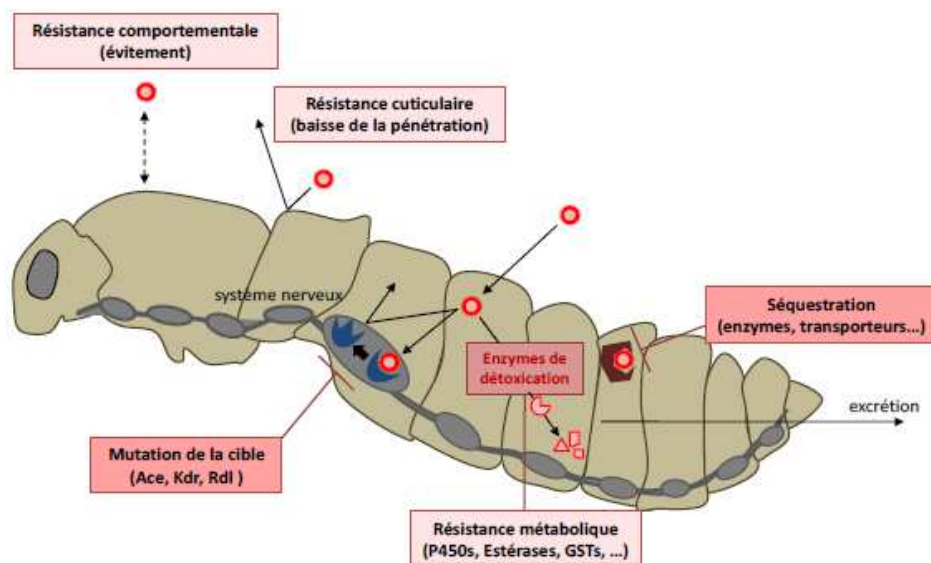 Résistance comportementale
(évitement)
Résistance cuticulaire
(baisse de la pénétration)
système nerveux
Séquestration
(enzymes, transporteurs...)
Enzymes de
détoxication
excrétion
Mutation de la cible
(Ace, Kdr, Rdl )
Résistance métabolique
(P450s, Estérases, GSTs, ...)